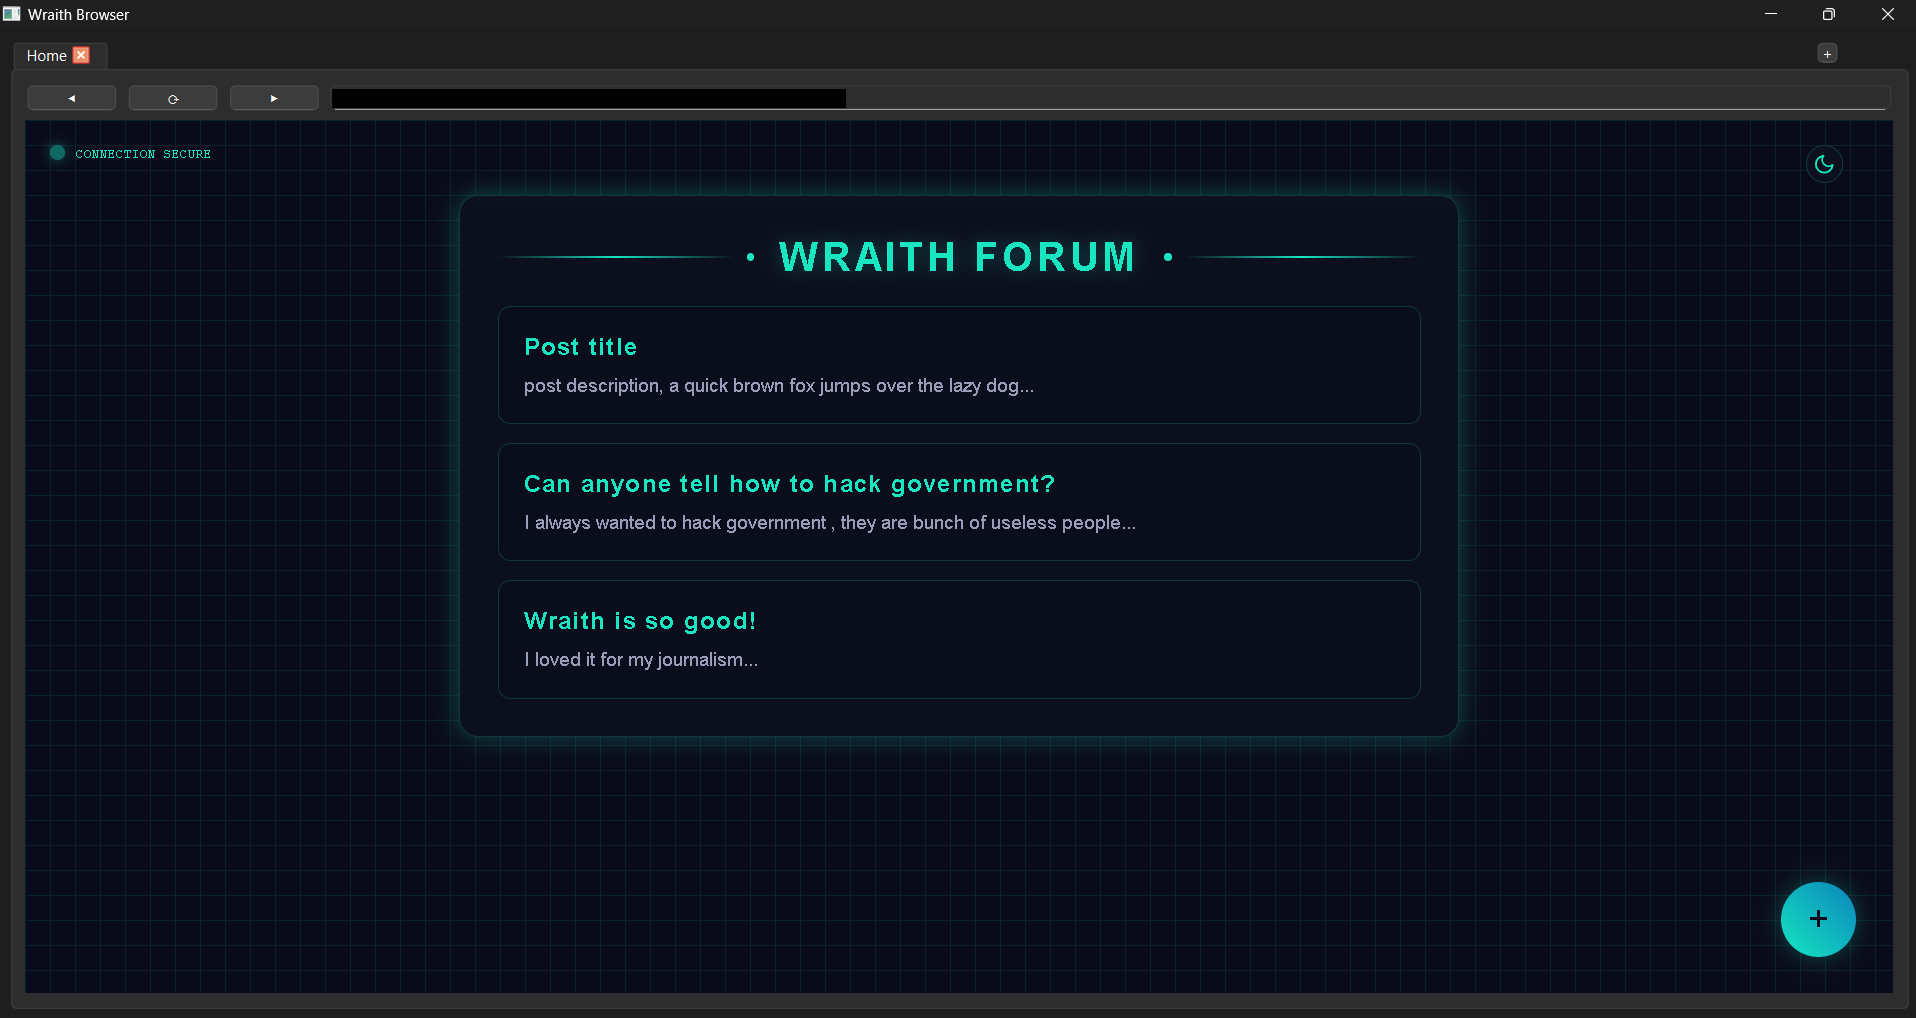 Wraith Browser
Home
CONNECTION SECURE
WRAITH FORUM
Post title
post description, a quick brown fox jumps over the lazy dog...
Can anyone tell how to hack government?
I always wanted to hack government , they are bunch of useless people...
Wraith is so good!
I loved it for my journalism...
+